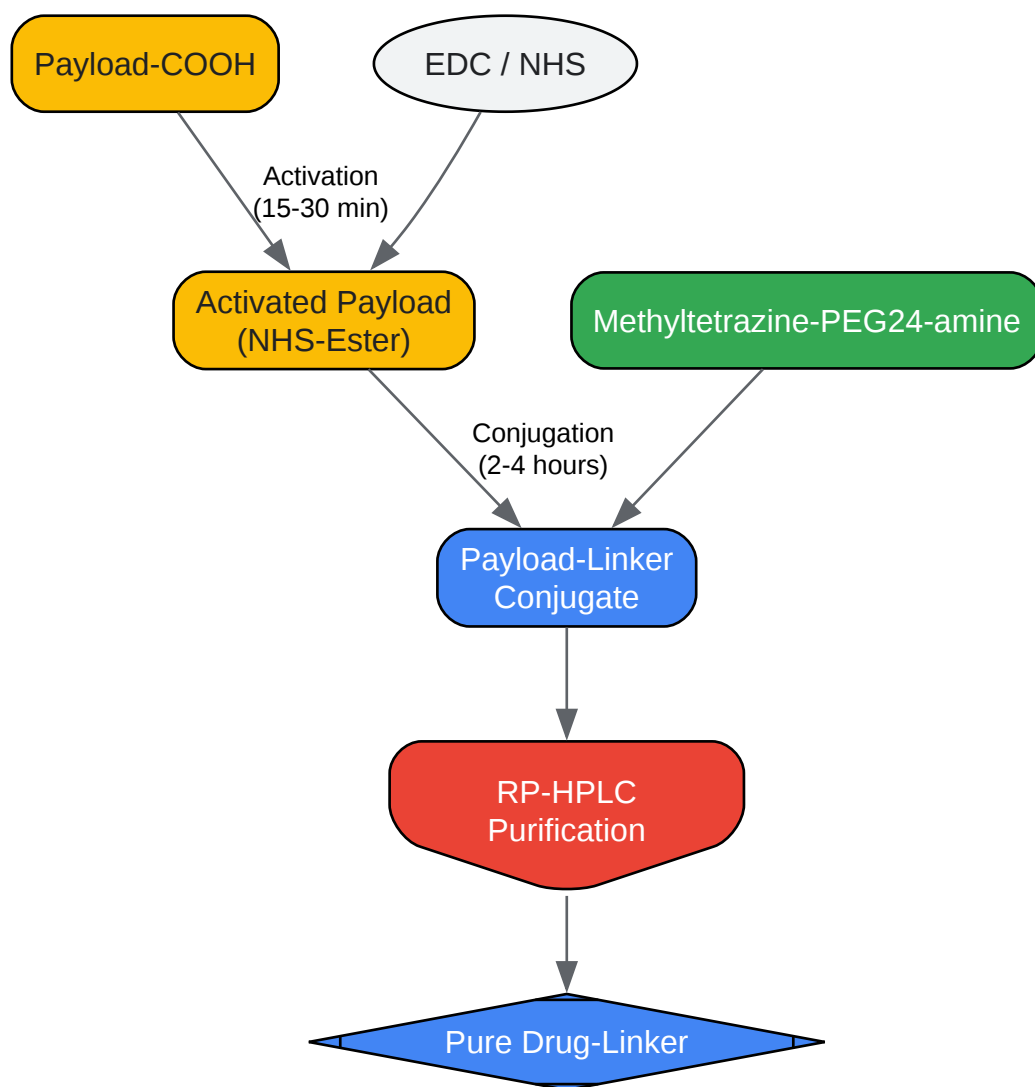 Payload-COOH
EDC / NHS
Activation
(15-30 min)
Activated Payload
(NHS-Ester)
Methyltetrazine-PEG24-amine
Conjugation
(2-4 hours)
Payload-Linker
Conjugate
RP-HPLC
Purification
Pure Drug-Linker